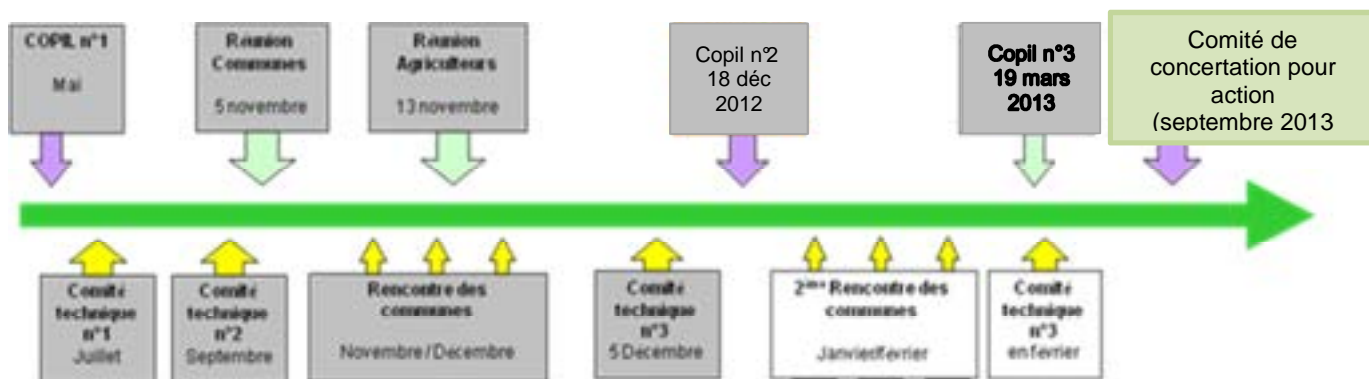 COPIL n°1
Mai
Réunion
Communes
5 novembre
Réunion
Agriculteurs
13 novembre
Copil n°2
18 déc
2012
Copil n°3
19 mars
2013
Comité de
concertation pour
action
(septembre 2013
Comité
technique
n°1
Juillet
Comité
technique
n°2
Septembre
Rencontre des
communes
Novembre / Décembre
Comité
technique
n°3
5 Décembre
2ème Rencontre des
communes
Janvier/février
Comité
technique
n°3
en février